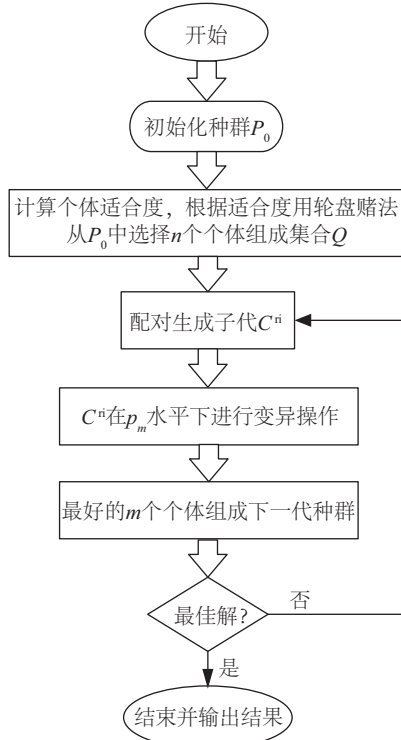 开始
初始化种群P₀
计算个体适合度，根据适合度用轮盘赌法
从P₀中选择n个个体组成集合Q
配对生成子代Cʳⁱ
Cʳⁱ在pₘ水平下进行变异操作
最好的m个个体组成下一代种群
最佳解？
否
是
结束并输出结果